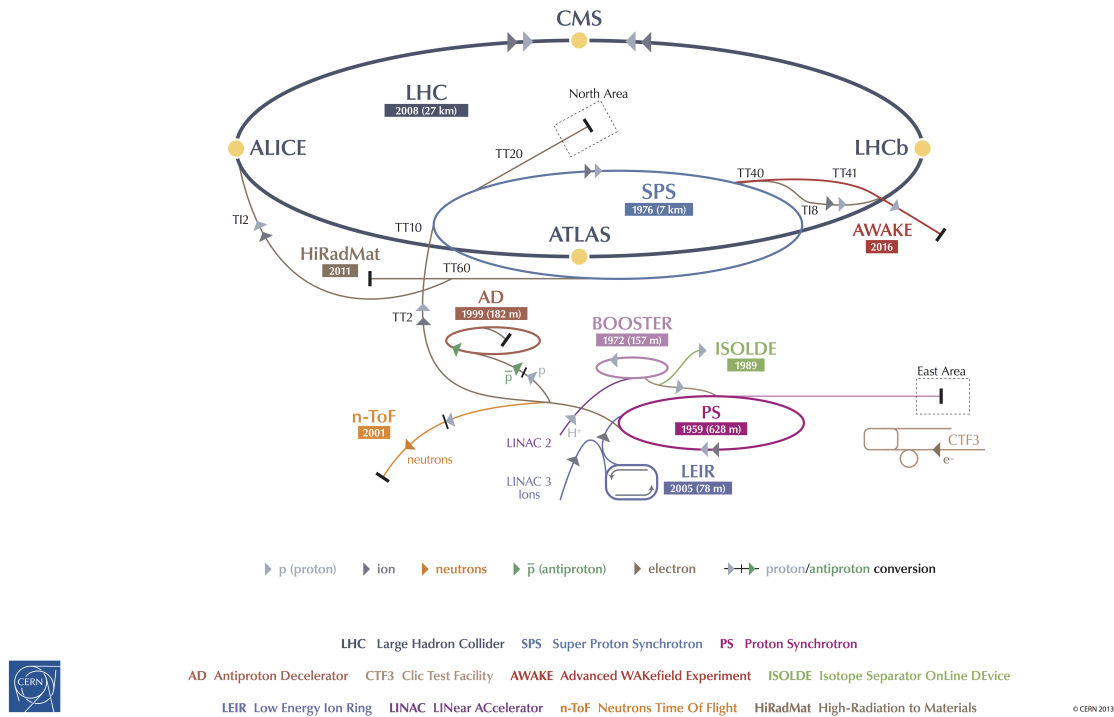 CMS
LHC
2008 (27 km)
North Area
ALICE
TT20
LHCb
TT40
TT41
SPS
1976 (7 km)
TI8
TI2
TT10
ATLAS
AWAKE
2016
HiRadMat
2011
TT60
AD
1999 (182 m)
TT2
BOOSTER
1972 (157 m)
ISOLDE
1989
p̅
p
East Area
n-ToF
2001
PS
1959 (628 m)
LINAC 2
H⁺
CTF3
e–
neutrons
LINAC 3
Ions
LEIR
2005 (78 m)
p (proton)
ion
neutrons
p̅ (antiproton)
electron
proton/antiproton conversion
LHC Large Hadron Collider SPS Super Proton Synchrotron PS Proton Synchrotron
AD Antiproton Decelerator CTF3 Clic Test Facility AWAKE Advanced WAKefield Experiment ISOLDE Isotope Separator OnLine DEvice
LEIR Low Energy Ion Ring LINAC LINear ACcelerator n-ToF Neutrons Time Of Flight HiRadMat High-Radiation to Materials
CERN
© CERN 2013